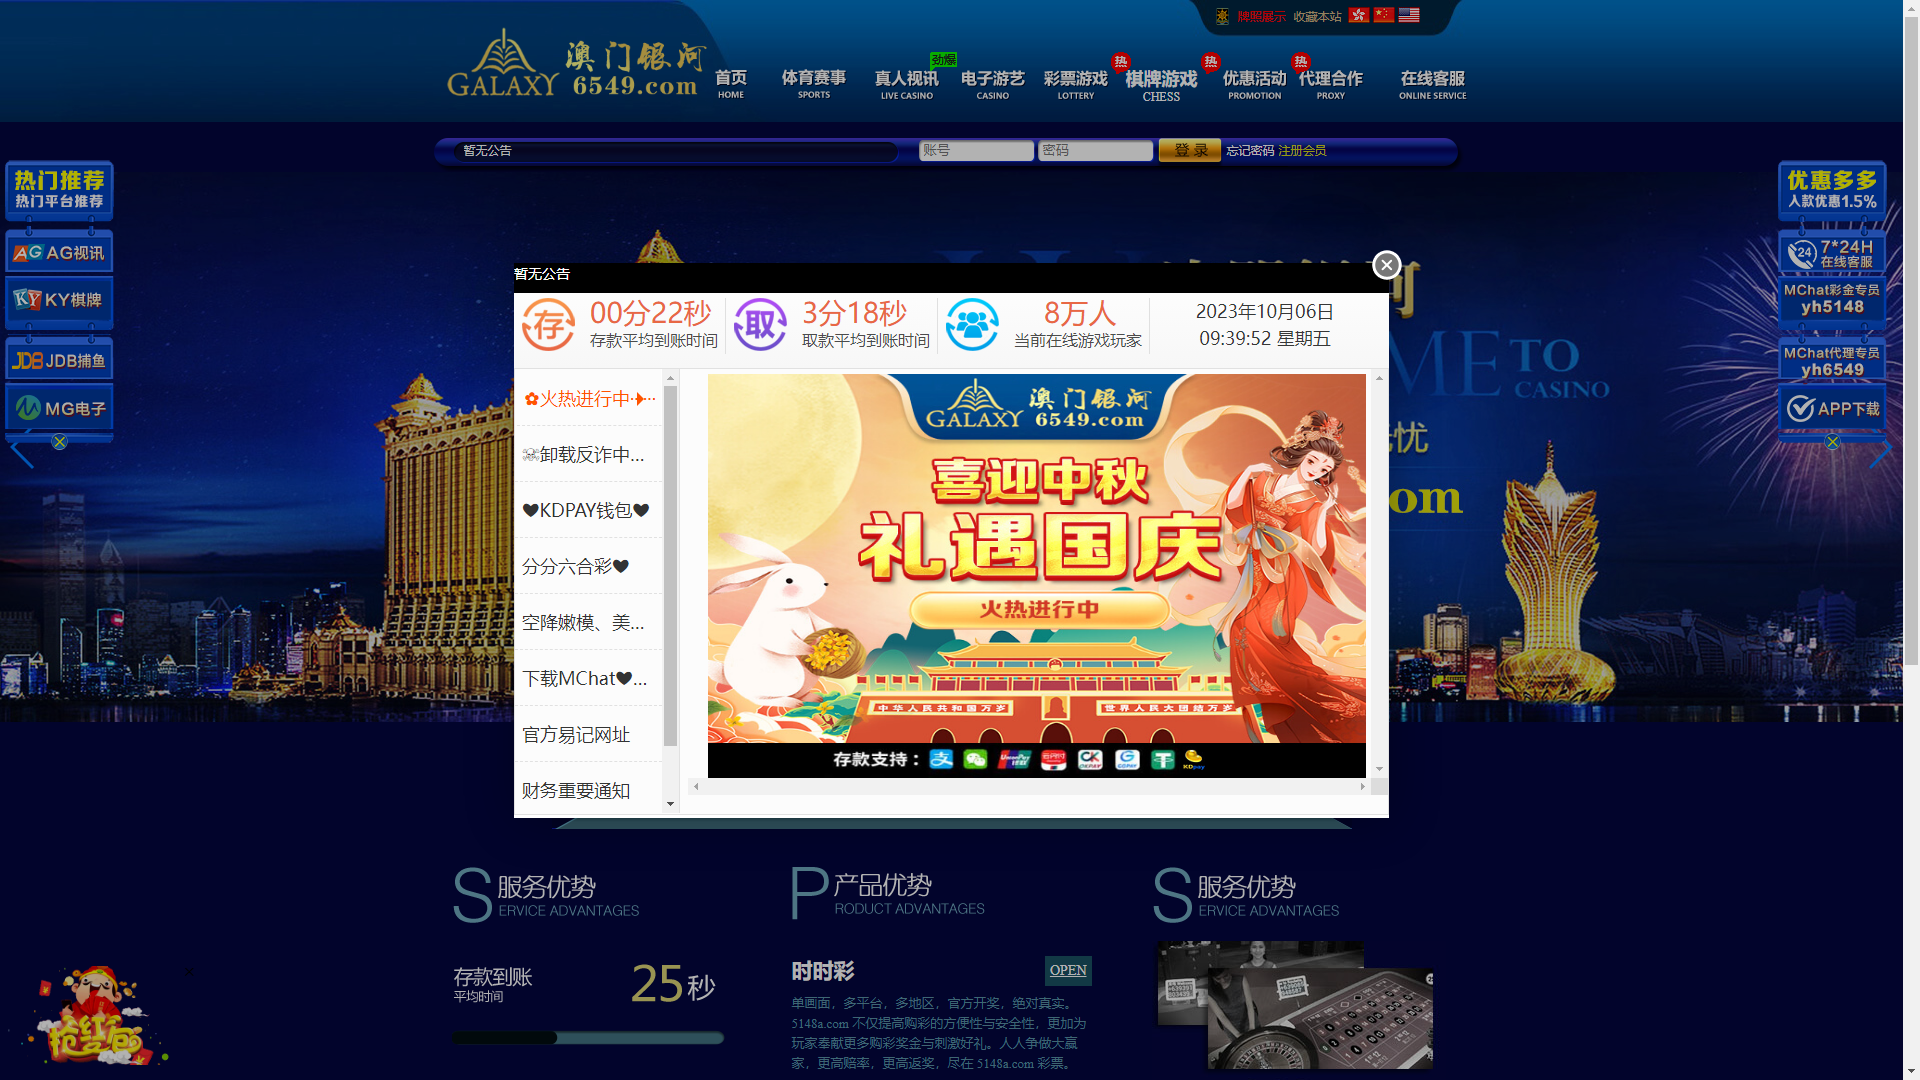 牌照展示 收藏本站
GALAXY 澳门银河
6549.com
首页
HOME
体育赛事
SPORTS
真人视讯
LIVE CASINO
劲爆
电子游艺
CASINO
彩票游戏
LOTTERY
热
棋牌游戏
CHESS
热
优惠活动
PROMOTION
热
代理合作
PROXY
在线客服
ONLINE SERVICE
暂无公告
账号
密码
登 录
忘记密码 注册会员
热门推荐
热门平台推荐
AG AG视讯
KY KY棋牌
JDB JDB捕鱼
MG电子
优惠多多
入款优惠1.5%
24 7*24H
在线客服
MChat彩金专员
yh5148
MChat代理专员
yh6549
APP下载
TO
CASINO
忧
om
暂无公告
存 00分22秒
存款平均到账时间
取 3分18秒
取款平均到账时间
8万人
当前在线游戏玩家
2023年10月06日
09:39:52 星期五
✿火热进行中✈…
☠卸载反诈中...
♥KDPAY钱包♥
分分六合彩♥
空降嫩模、美...
下载MChat♥...
官方易记网址
财务重要通知
GALAXY 澳门银河
6549.com
喜迎中秋
礼遇国庆
火热进行中
中华人民共和国万岁
世界人民大团结万岁
存款支持：
S 服务优势
ERVICE ADVANTAGES
P 产品优势
RODUCT ADVANTAGES
S 服务优势
ERVICE ADVANTAGES
存款到账
平均时间
25秒
时时彩
OPEN
单画面，多平台，多地区，官方开奖，绝对真实。
5148a.com 不仅提高购彩的方便性与安全性，更加为
玩家奉献更多购彩奖金与刺激好礼。人人争做大赢
家，更高赔率，更高返奖，尽在 5148a.com 彩票。
抢红包